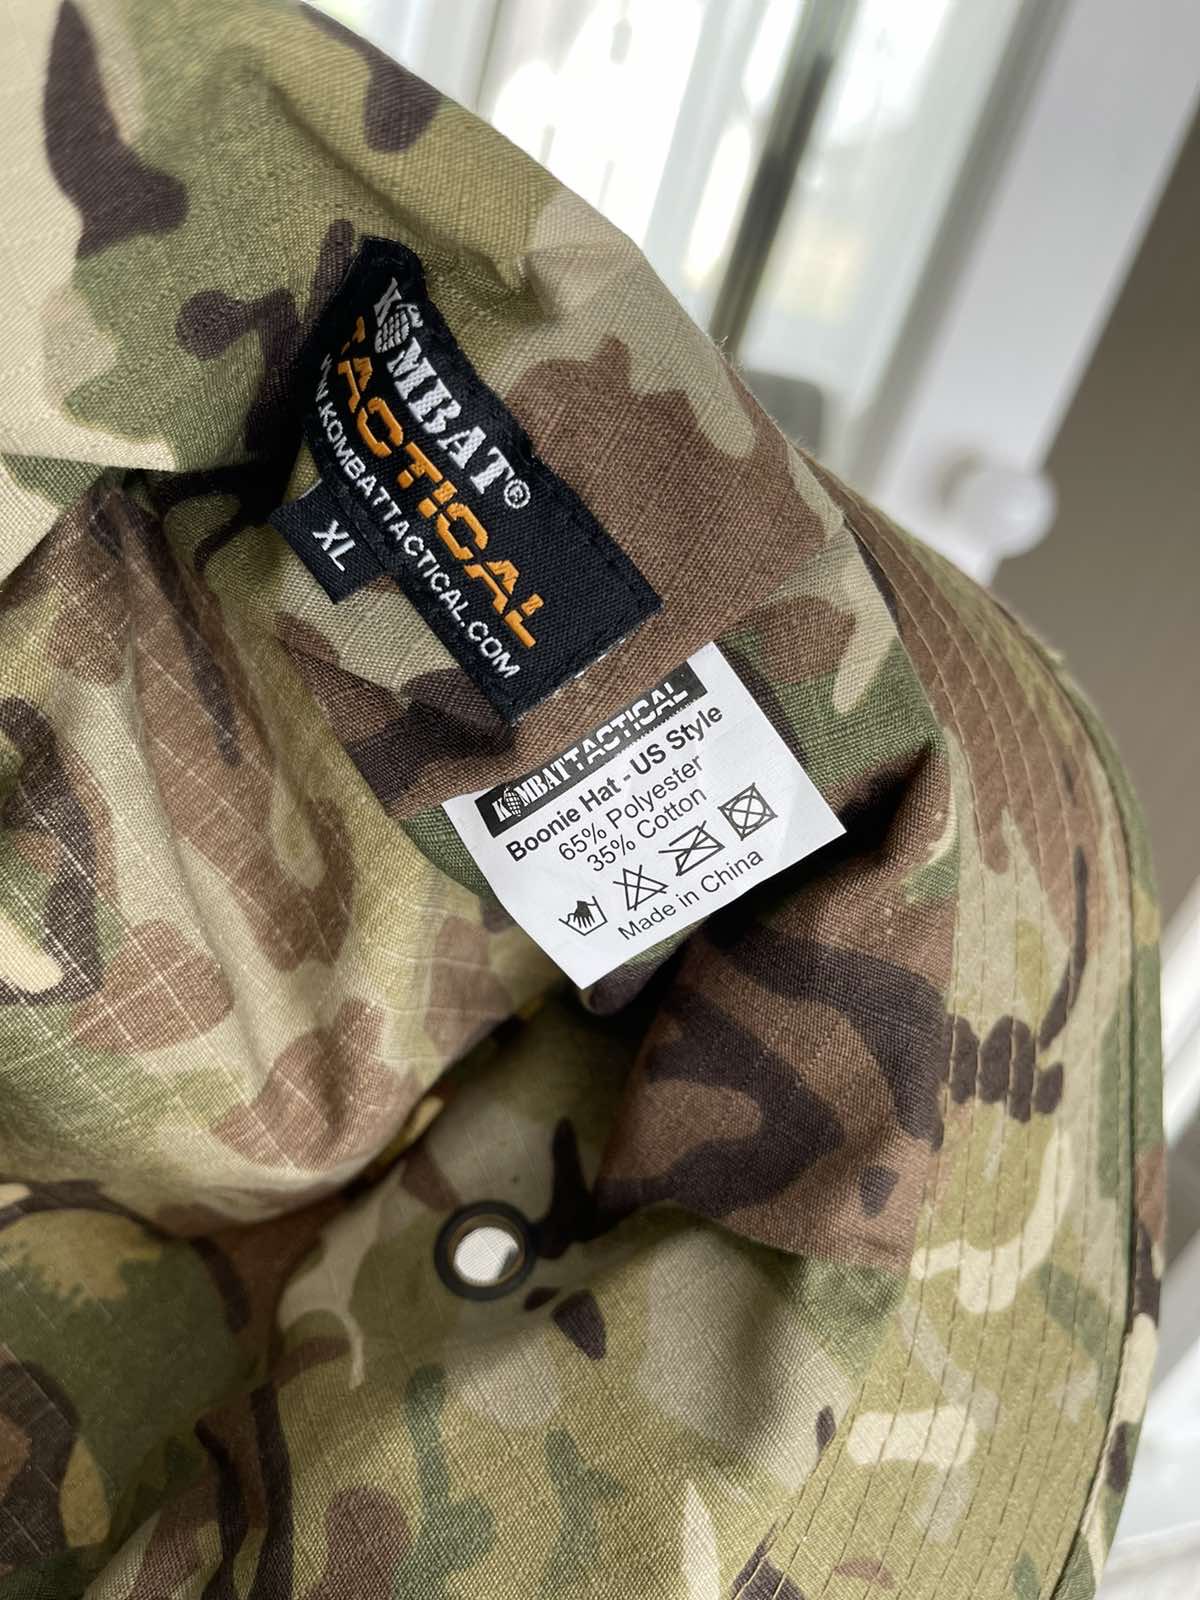 KOMBAT®
TACTICAL
WWW.KOMBATTACTICAL.COM
XL
KOMBAT TACTICAL
Boonie Hat - US Style
65% Polyester
35% Cotton
Made in China